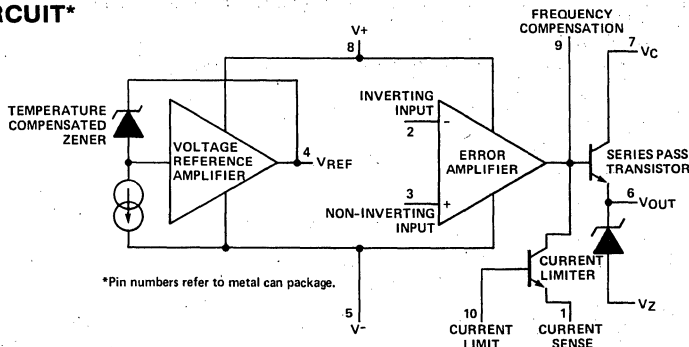 RCUIT*
FREQUENCY
COMPENSATION
9
V+
8
7
VC
TEMPERATURE
COMPENSATED
ZENER
VOLTAGE
REFERENCE
AMPLIFIER
4
VREF
INVERTING
INPUT
2
-
ERROR
AMPLIFIER
3
+
NON-INVERTING
INPUT
SERIES PASS
TRANSISTOR
6
VOUT
CURRENT
LIMITER
*Pin numbers refer to metal can package.
VZ
5
V-
10
CURRENT
LIMIT
1
CURRENT
SENSE